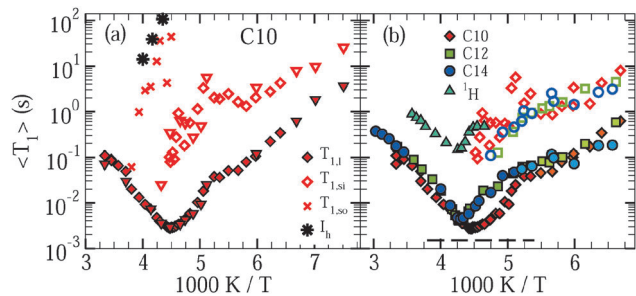 (a)
C10
T1,l
T1,si
T1,so
Ih
(b)
C10
C12
C14
1H
<T1> (s)
10²
10¹
10⁰
10⁻¹
10⁻²
10⁻³
3 4 5 6 7
1000 K / T
4 5 6
1000 K / T